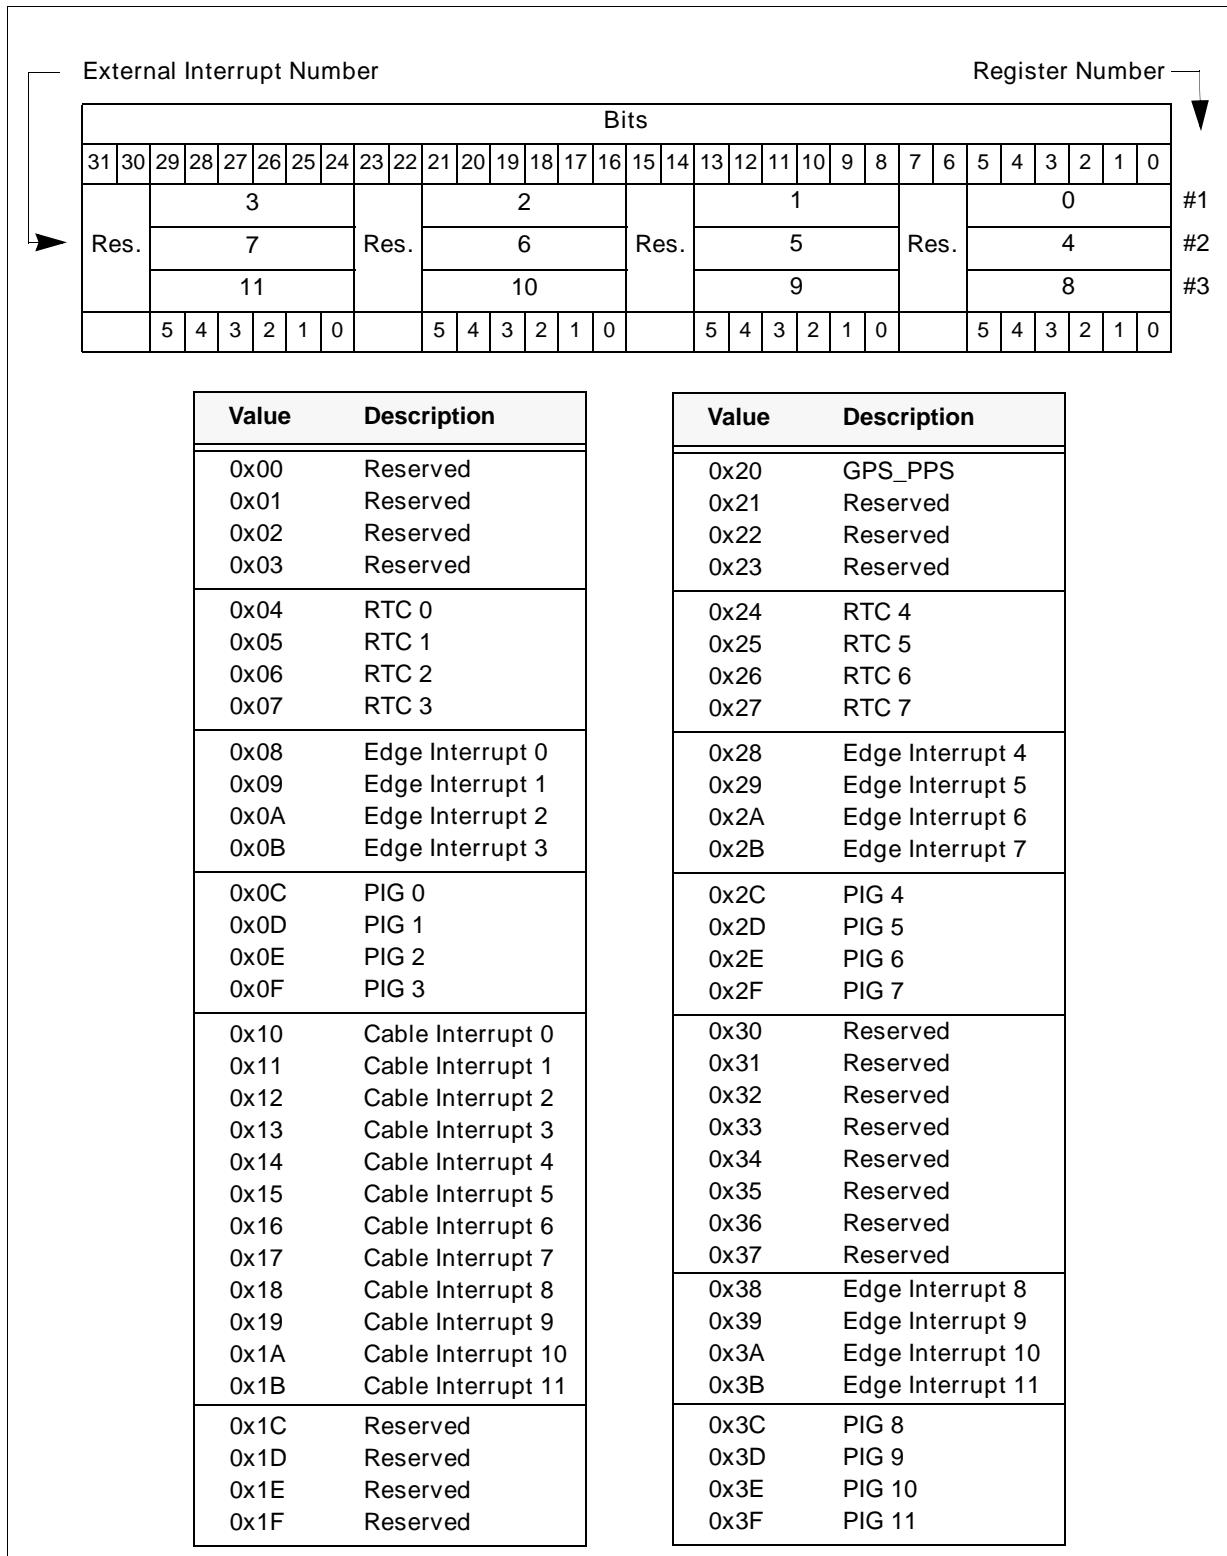 External Interrupt Number Register Number
Bits
31 30 29 28 27 26 25 24 23 22 21 20 19 18 17 16 15 14 13 12 11 10 9 8 7 6 5 4 3 2 1 0
3 2 1 0 #1
Res. 7 Res. 6 Res. 5 Res. 4 #2
11 10 9 8 #3
5 4 3 2 1 0 5 4 3 2 1 0 5 4 3 2 1 0 5 4 3 2 1 0
Value Description
0x00 Reserved
0x01 Reserved
0x02 Reserved
0x03 Reserved
0x04 RTC 0
0x05 RTC 1
0x06 RTC 2
0x07 RTC 3
0x08 Edge Interrupt 0
0x09 Edge Interrupt 1
0x0A Edge Interrupt 2
0x0B Edge Interrupt 3
0x0C PIG 0
0x0D PIG 1
0x0E PIG 2
0x0F PIG 3
0x10 Cable Interrupt 0
0x11 Cable Interrupt 1
0x12 Cable Interrupt 2
0x13 Cable Interrupt 3
0x14 Cable Interrupt 4
0x15 Cable Interrupt 5
0x16 Cable Interrupt 6
0x17 Cable Interrupt 7
0x18 Cable Interrupt 8
0x19 Cable Interrupt 9
0x1A Cable Interrupt 10
0x1B Cable Interrupt 11
0x1C Reserved
0x1D Reserved
0x1E Reserved
0x1F Reserved
Value Description
0x20 GPS_PPS
0x21 Reserved
0x22 Reserved
0x23 Reserved
0x24 RTC 4
0x25 RTC 5
0x26 RTC 6
0x27 RTC 7
0x28 Edge Interrupt 4
0x29 Edge Interrupt 5
0x2A Edge Interrupt 6
0x2B Edge Interrupt 7
0x2C PIG 4
0x2D PIG 5
0x2E PIG 6
0x2F PIG 7
0x30 Reserved
0x31 Reserved
0x32 Reserved
0x33 Reserved
0x34 Reserved
0x35 Reserved
0x36 Reserved
0x37 Reserved
0x38 Edge Interrupt 8
0x39 Edge Interrupt 9
0x3A Edge Interrupt 10
0x3B Edge Interrupt 11
0x3C PIG 8
0x3D PIG 9
0x3E PIG 10
0x3F PIG 11